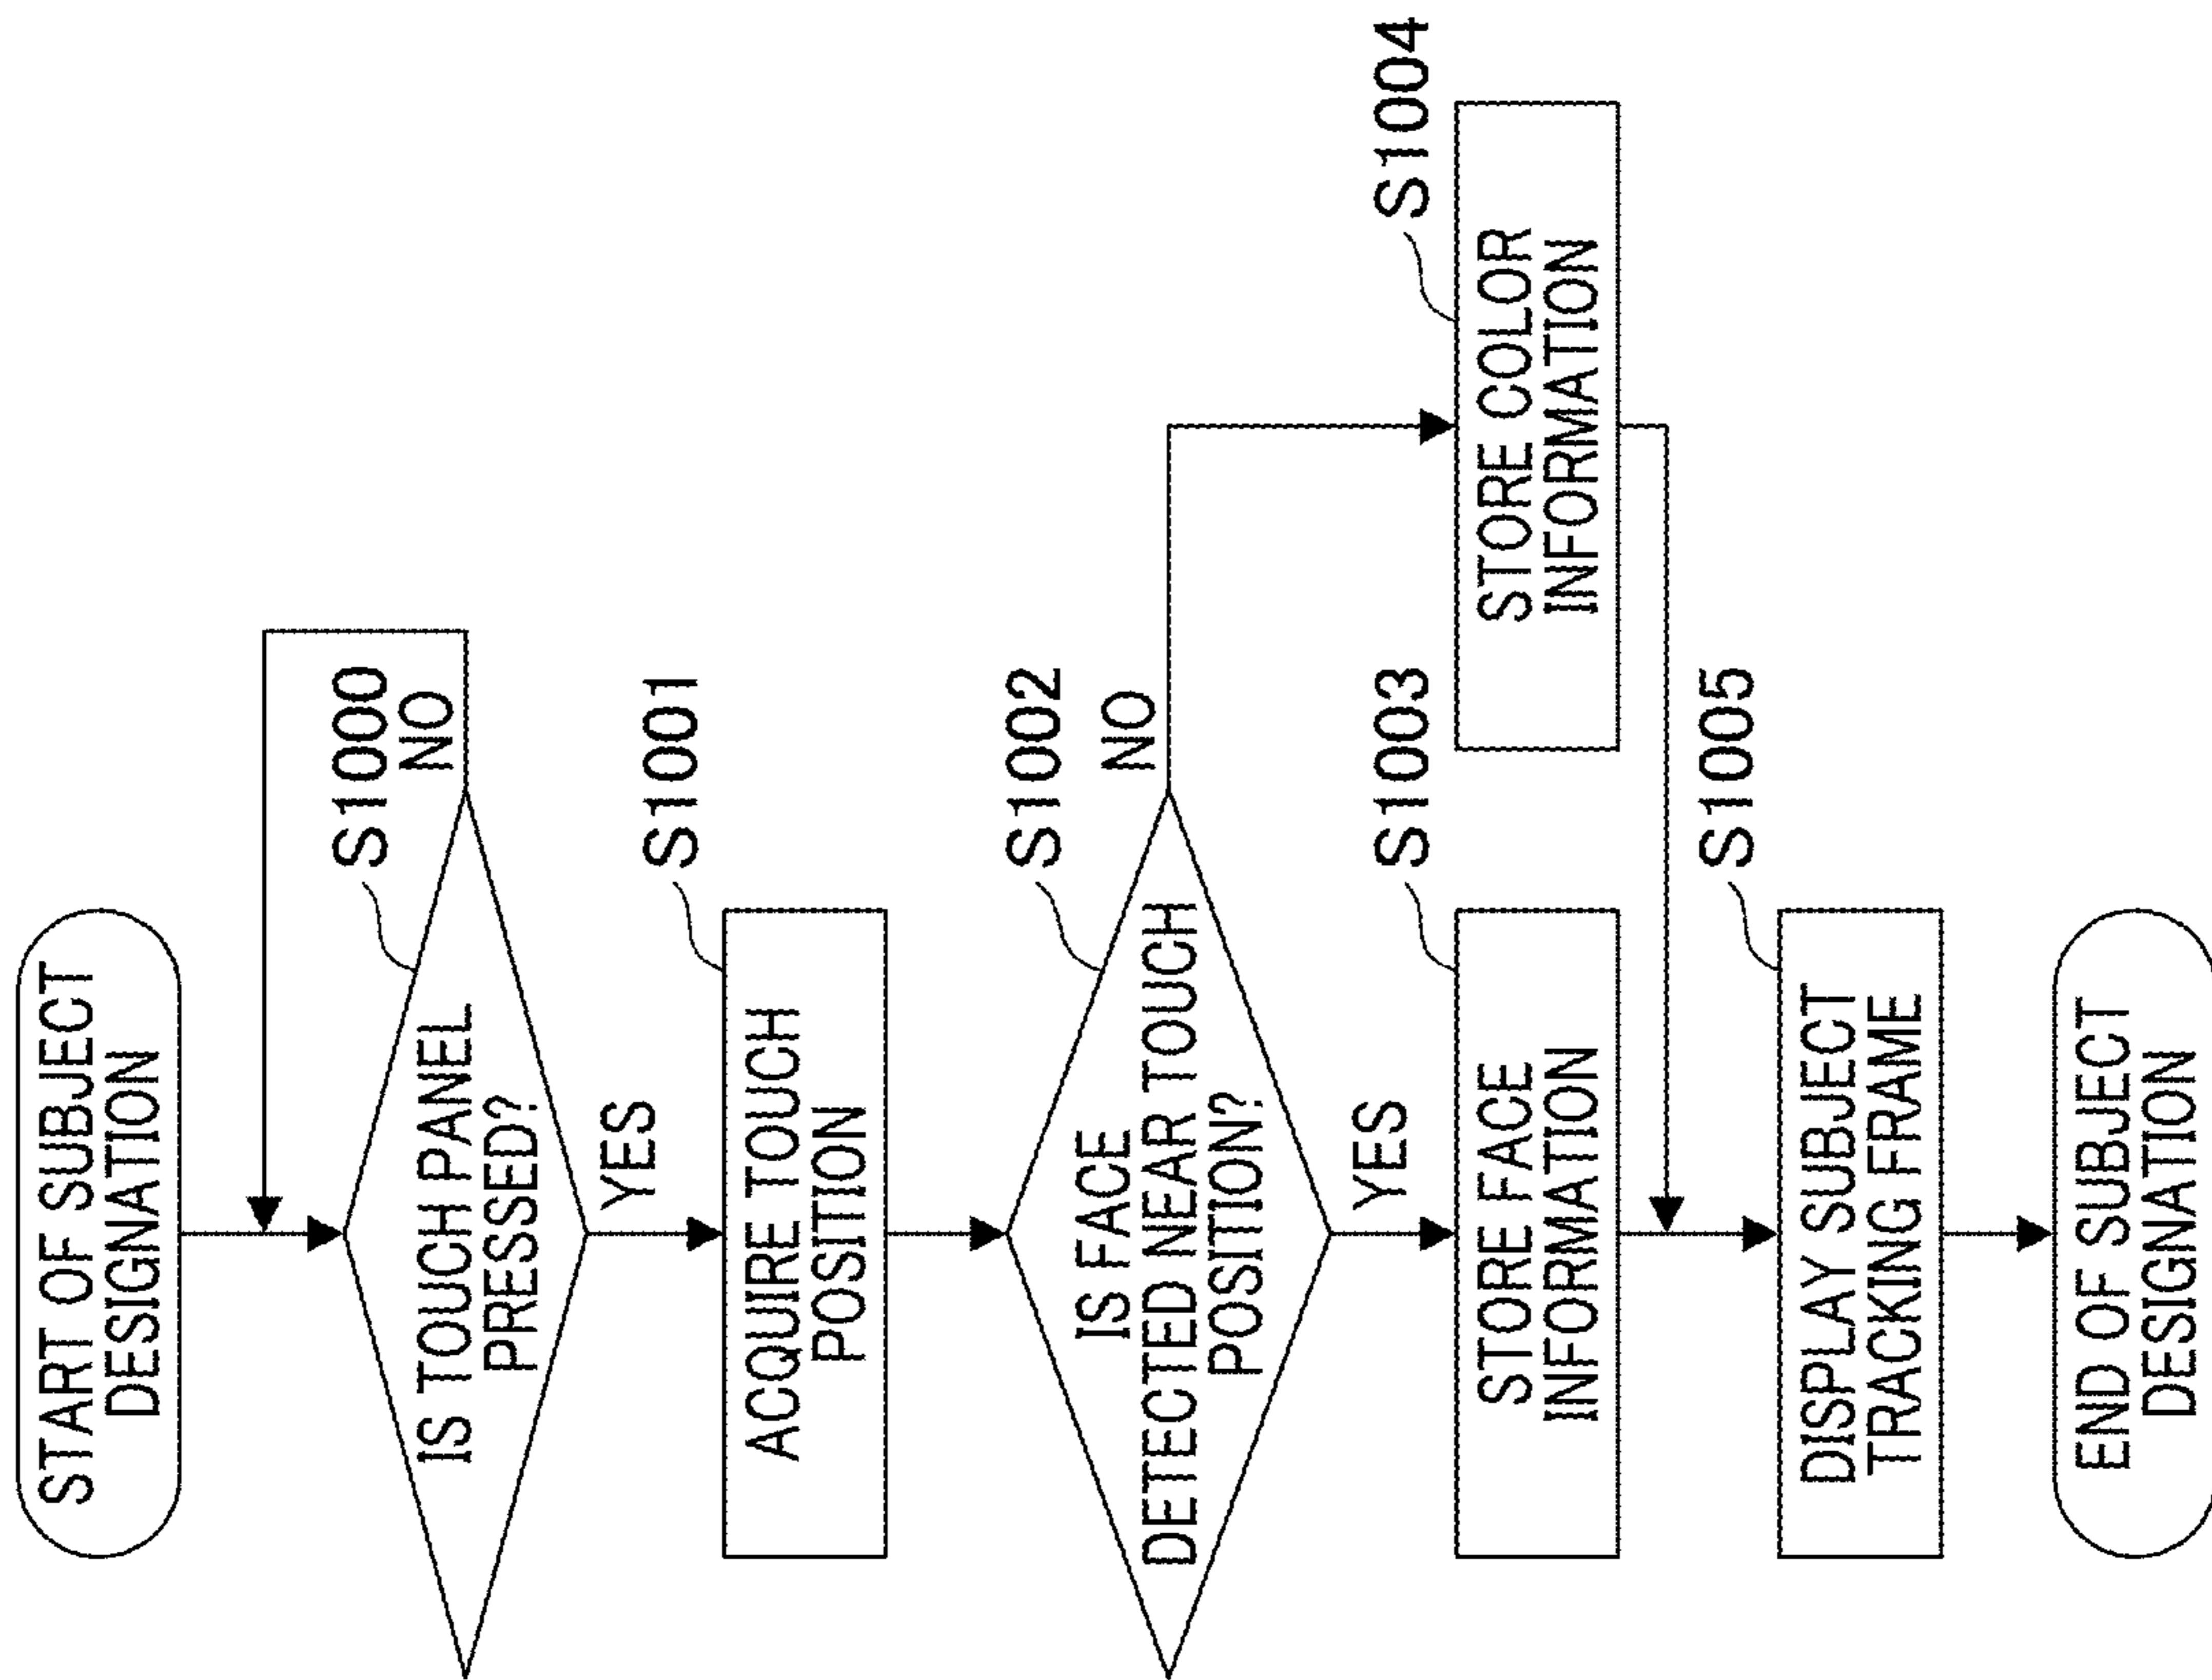 START OF SUBJECT
DESIGNATION
S1000
NO
IS TOUCH PANEL
PRESSED?
YES
S1001
ACQUIRE TOUCH
POSITION
S1002
NO
IS FACE
DETECTED NEAR TOUCH
POSITION?
YES
S1003
STORE FACE
INFORMATION
S1004
STORE COLOR
INFORMATION
S1005
DISPLAY SUBJECT
TRACKING FRAME
END OF SUBJECT
DESIGNATION